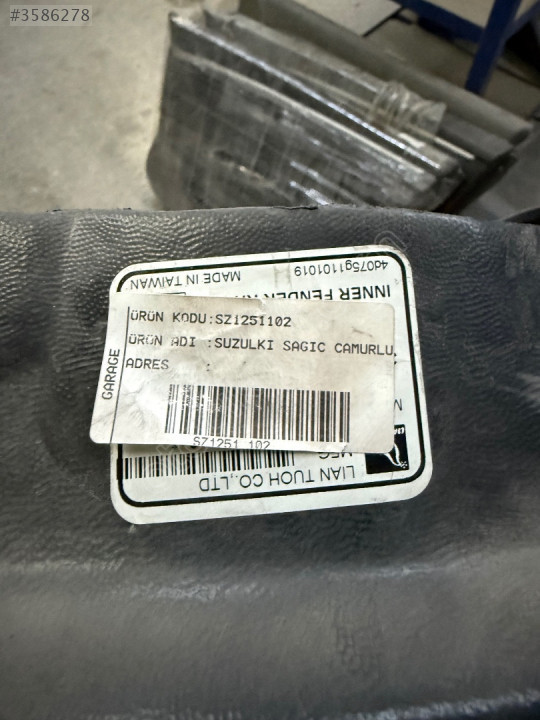 #3586278
GARAGE
ÜRÜN KODU:SZ1251102
ÜRÜN ADI :SUZULKI SAGIC CAMURLU,
ADRES :
SZ1251 102
4d075g1101019
MADE IN TAIWAN
INNER FENDER
MFG
LIAN TUOH CO.,LTD